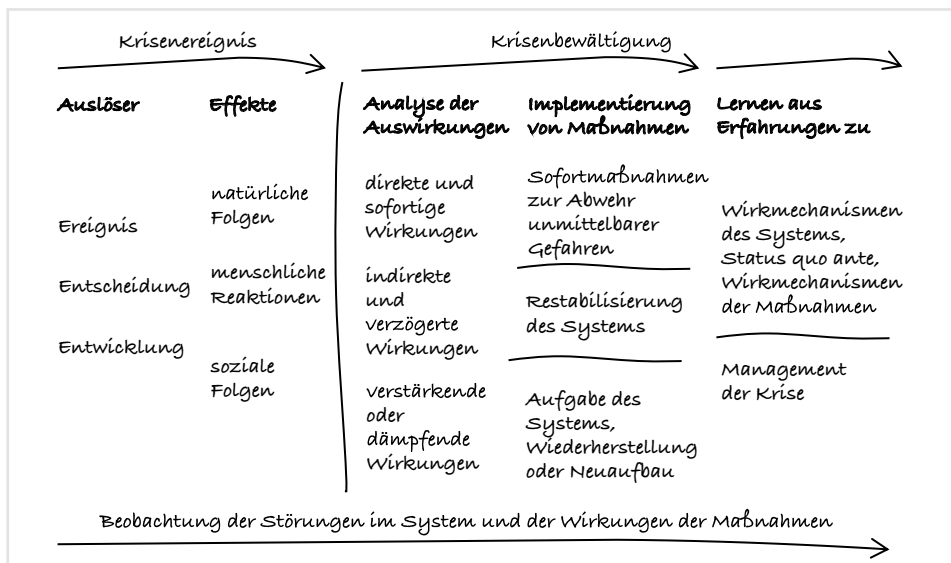 Krisenereignis
Krisenbewältigung
Auslöser
Effekte
Analyse der
Auswirkungen
Implementierung
von Maßnahmen
Lernen aus
Erfahrungen zu
Ereignis
Entscheidung
Entwicklung
natürliche
Folgen
menschliche
Reaktionen
soziale
Folgen
direkte und
sofortige
Wirkungen
indirekte
und
verzögerte
Wirkungen
verstärkende
oder
dämpfende
Wirkungen
Sofortmaßnahmen
zur Abwehr
unmittelbarer
Gefahren
Restabilisierung
des Systems
Aufgabe des
Systems,
Wiederherstellung
oder Neuaufbau
Wirkmechanismen
des Systems,
Status quo ante,
Wirkmechanismen
der Maßnahmen
Management
der Krise
Beobachtung der Störungen im System und der Wirkungen der Maßnahmen